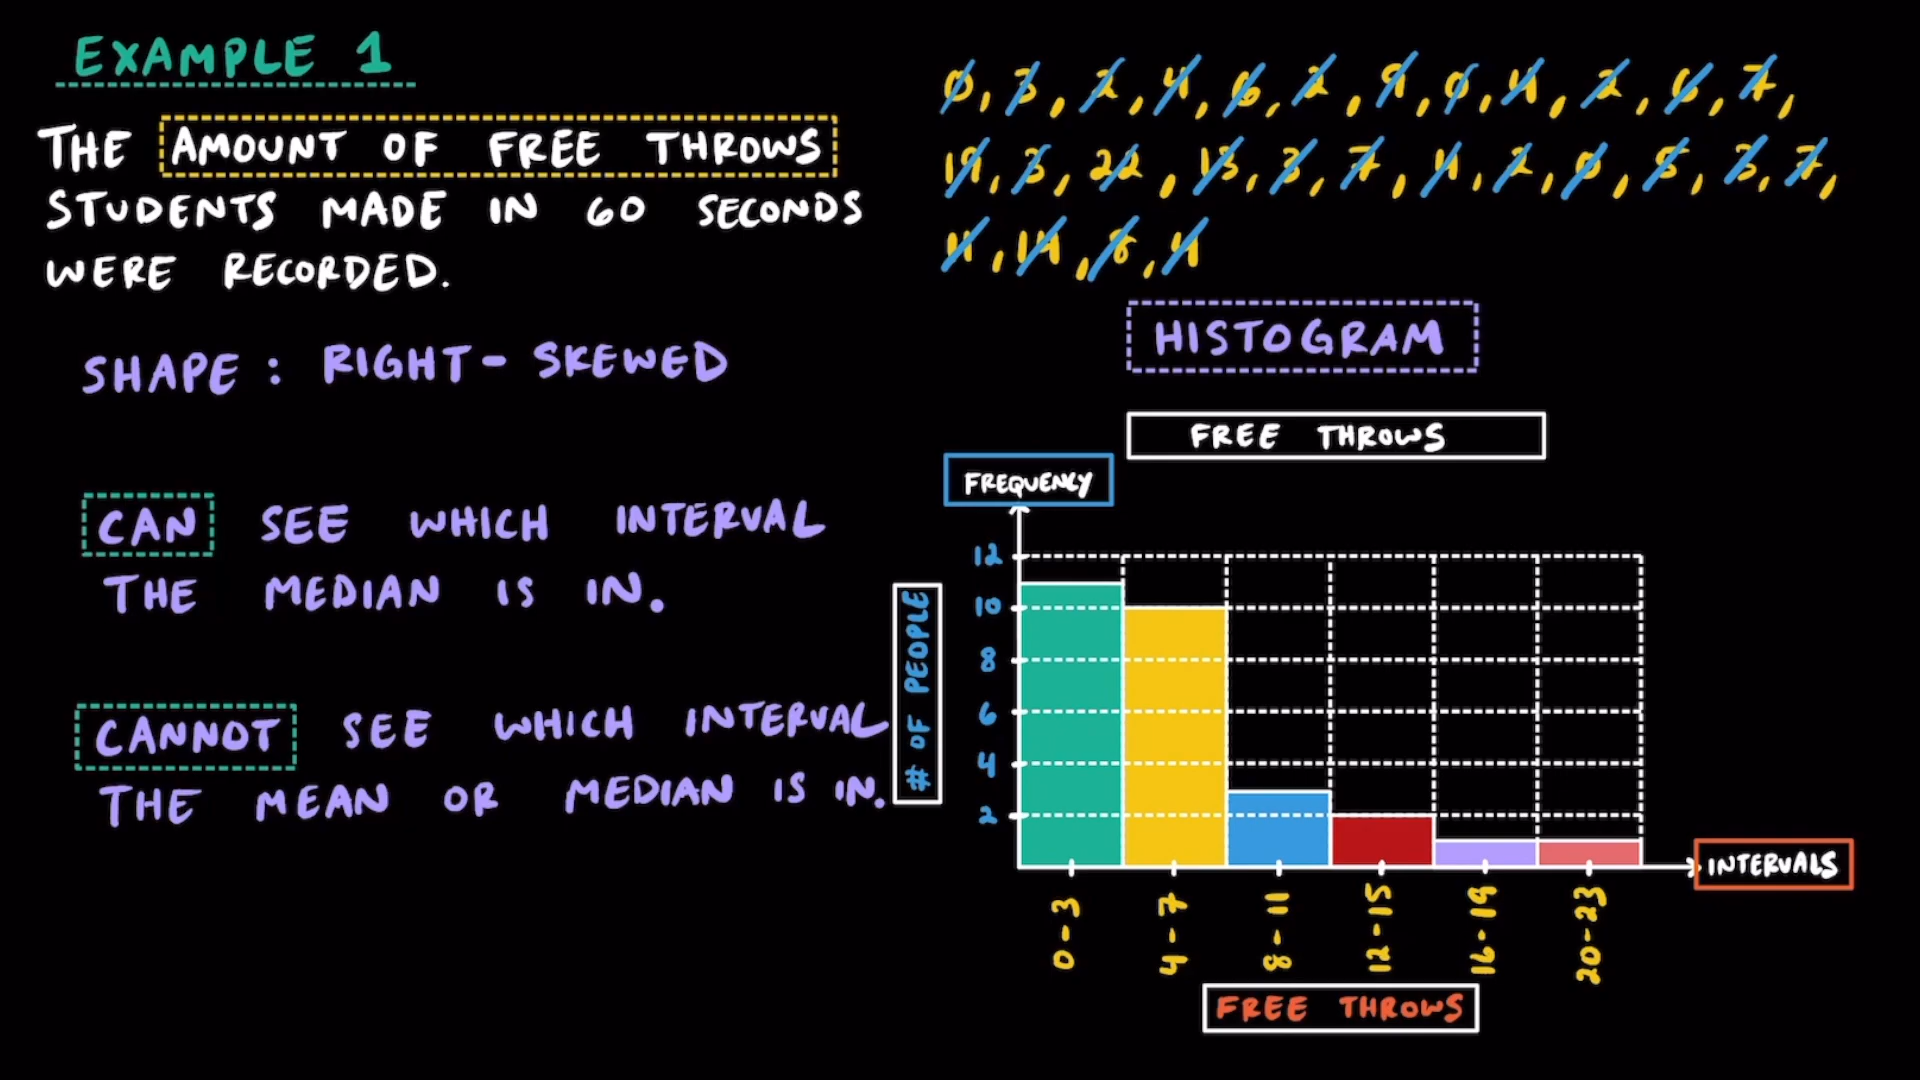 EXAMPLE 1
THE AMOUNT OF FREE THROWS
STUDENTS MADE IN 60 SECONDS
WERE RECORDED.
SHAPE: RIGHT-SKEWED
CAN SEE WHICH INTERVAL
THE MEDIAN IS IN.
CANNOT SEE WHICH INTERVAL
THE MEAN OR MEDIAN IS IN.
0, 3, 2, 4, 6, 2, 9, 0, 4, 2, 6, 7,
19, 3, 22, 13, 3, 7, 4, 2, 0, 5, 3, 7,
14, 8, 4
HISTOGRAM
FREE THROWS
FREQUENCY
# OF PEOPLE
12
10
8
6
4
2
0-3
4-7
8-11
12-15
16-19
20-23
INTERVALS
FREE THROWS